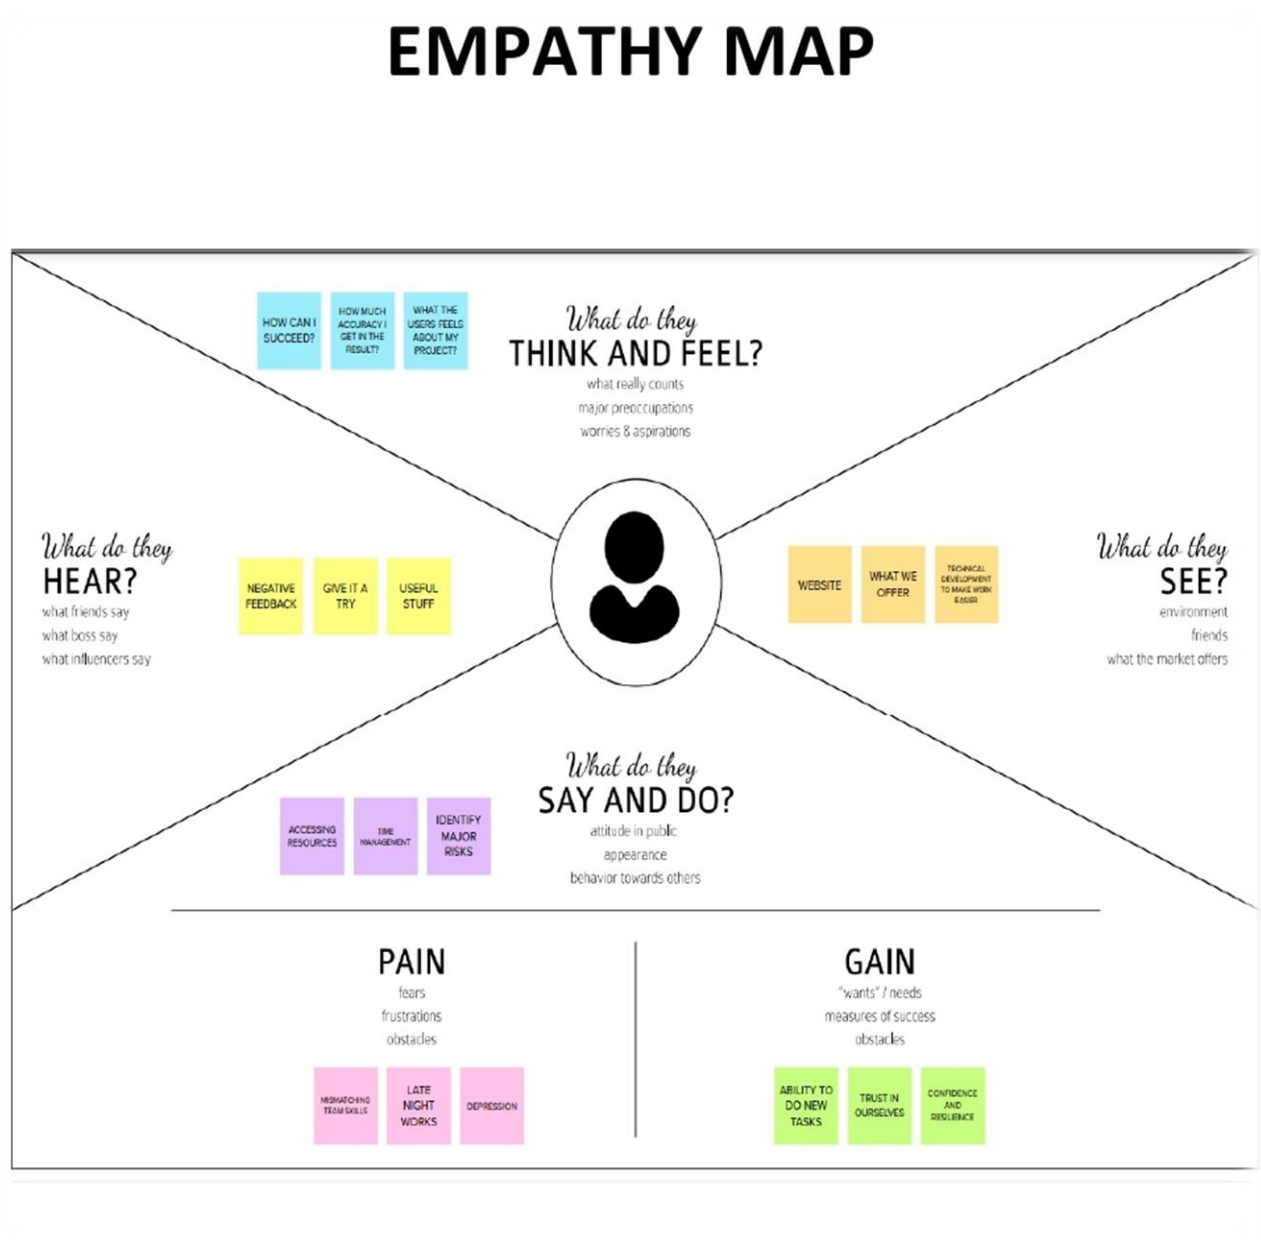 EMPATHY MAP
HOW CAN I
SUCCEED?
HOW MUCH
ACCURACY I
GET IN THE
RESULT?
WHAT THE
USERS FEELS
ABOUT MY
PROJECT?
What do they
THINK AND FEEL?
what really counts
major preoccupations
worries & aspirations
What do they
HEAR?
what friends say
what boss say
what influencers say
NEGATIVE
FEEDBACK
GIVE IT A
TRY
USEFUL
STUFF
WEBSITE
WHAT WE
OFFER
TECHNICAL
DEVELOPMENT
TO MAKE WORK
EASIER
What do they
SEE?
environment
friends
what the market offers
What do they
SAY AND DO?
attitude in public
appearance
behavior towards others
ACCESSING
RESOURCES
TIME
MANAGEMENT
IDENTIFY
MAJOR
RISKS
PAIN
fears
frustrations
obstacles
MISMATCHING
TEAM SKILLS
LATE
NIGHT
WORKS
DEPRESSION
GAIN
"wants" / needs
measures of success
obstacles
ABILITY TO
DO NEW
TASKS
TRUST IN
OURSELVES
CONFIDENCE
AND
RESILIENCE